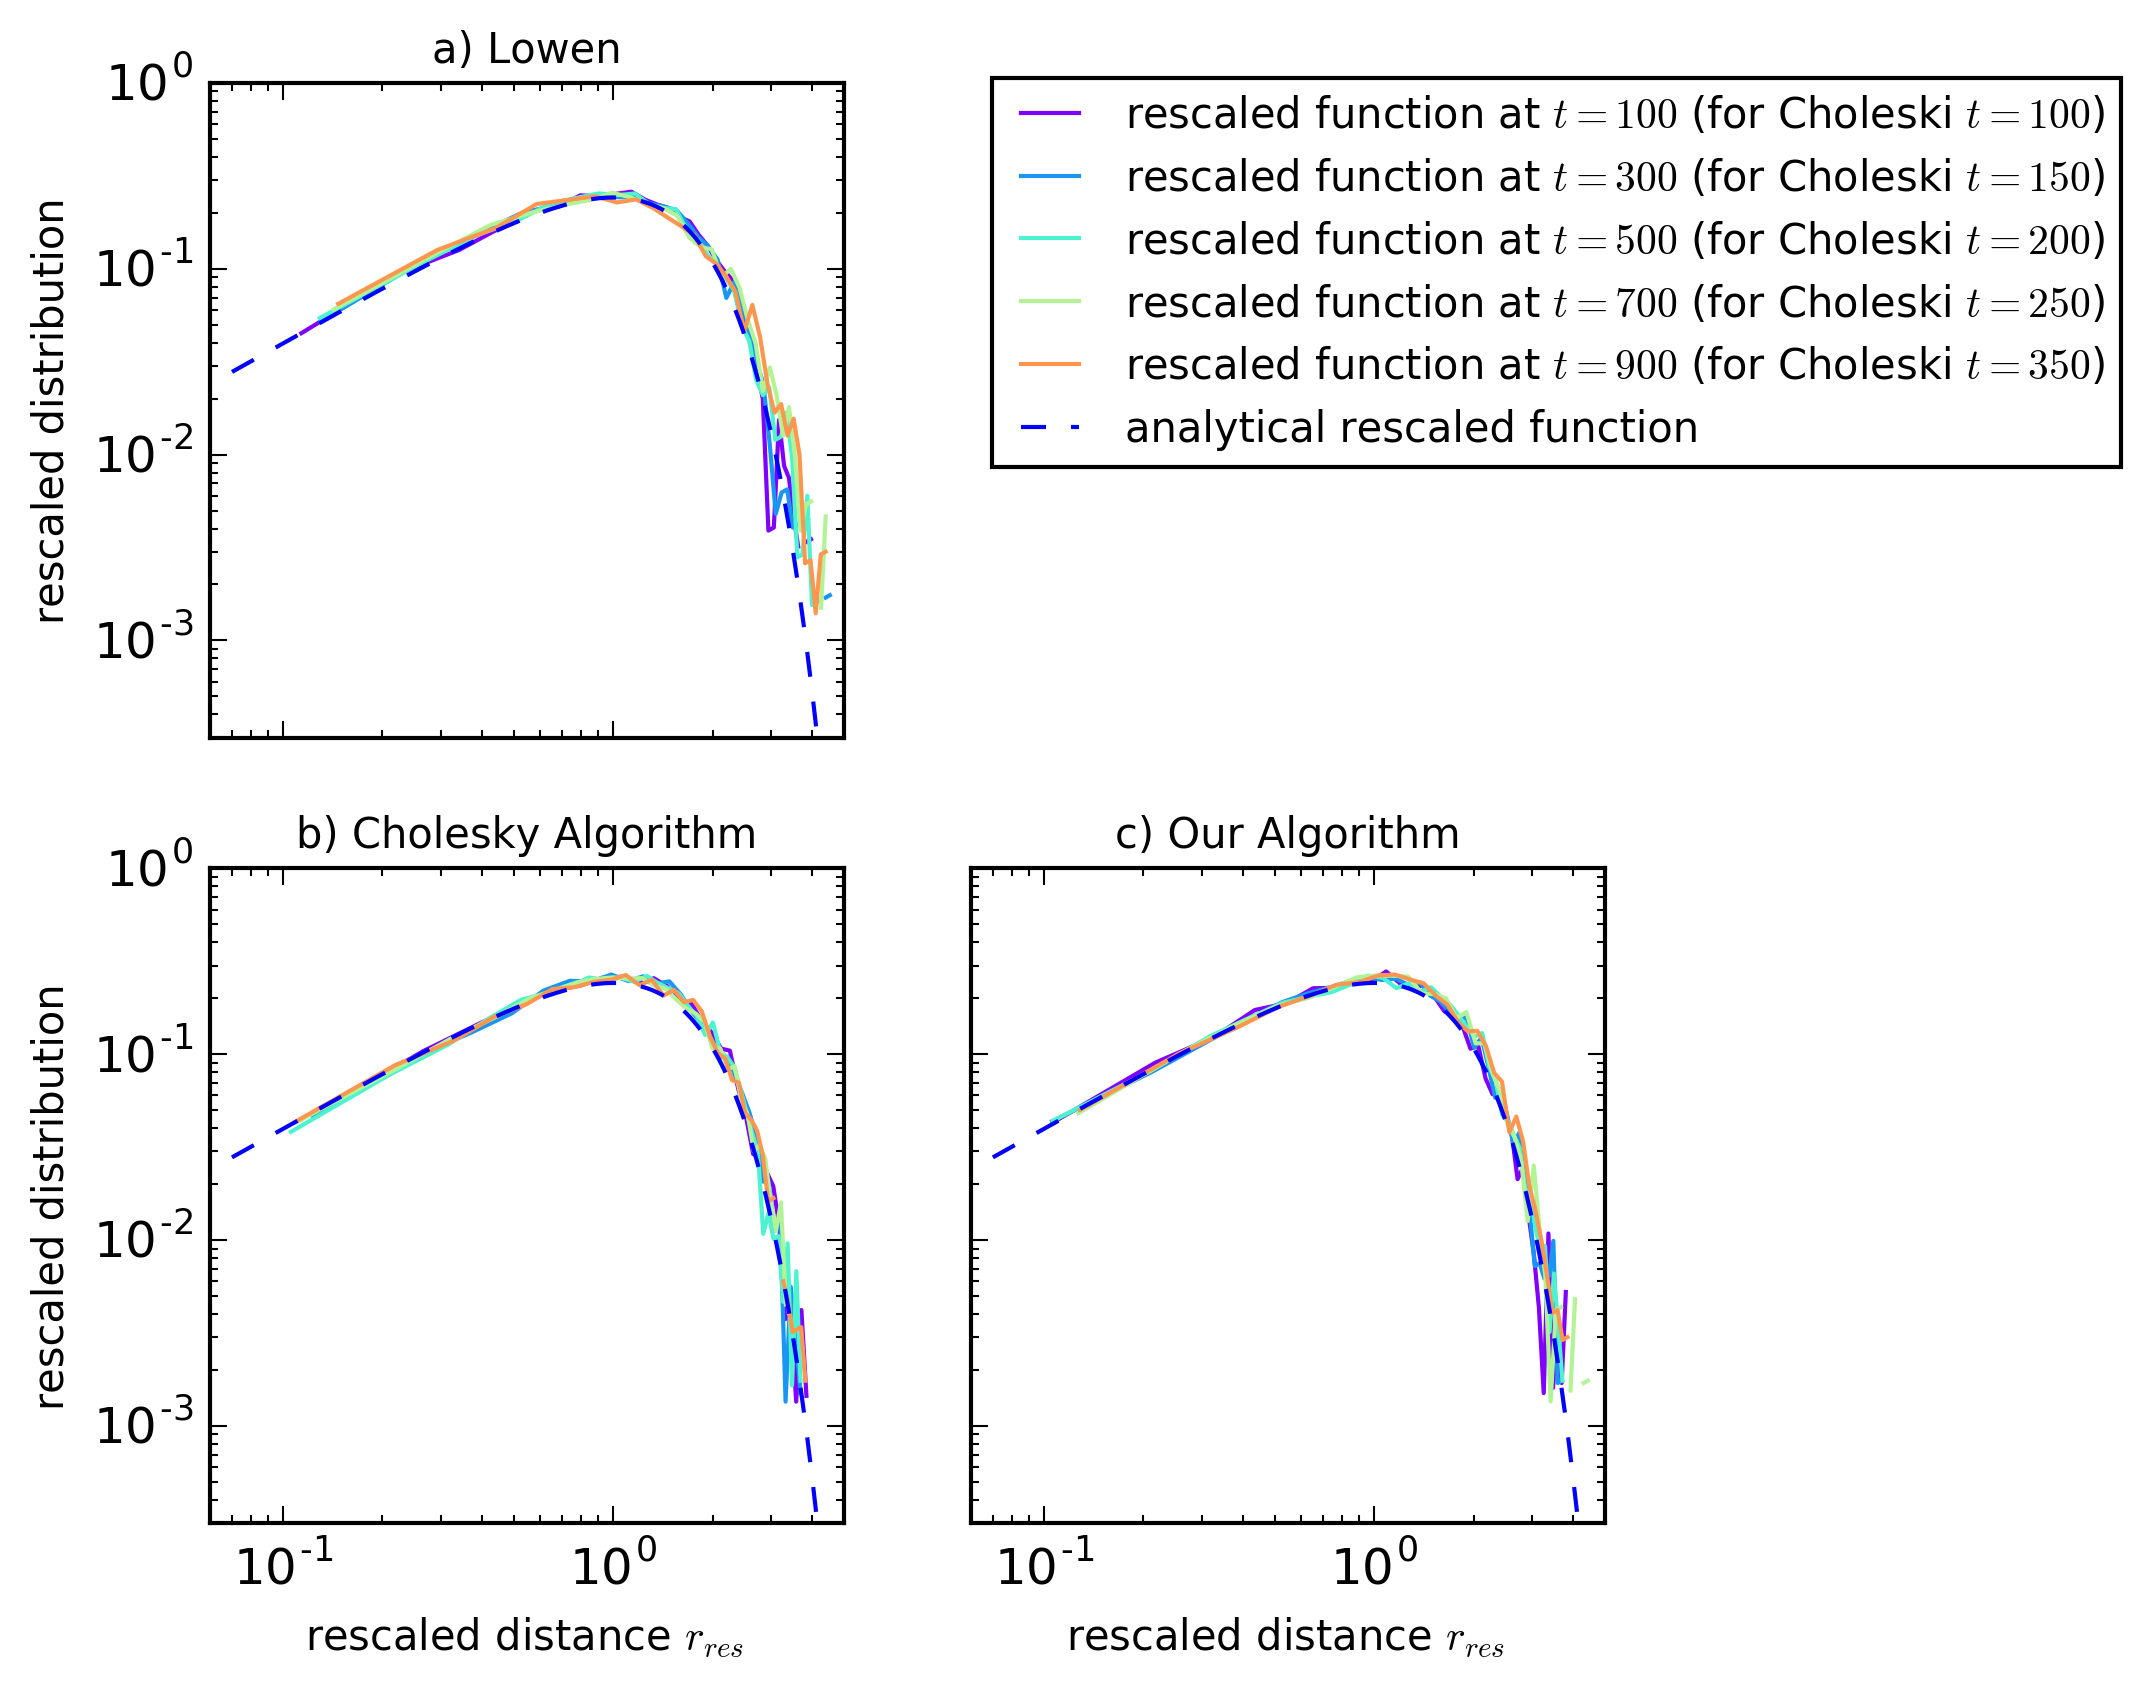 a) Lowen
10^0
10^-1
10^-2
10^-3
rescaled distribution
rescaled function at t = 100 (for Choleski t = 100)
rescaled function at t = 300 (for Choleski t = 150)
rescaled function at t = 500 (for Choleski t = 200)
rescaled function at t = 700 (for Choleski t = 250)
rescaled function at t = 900 (for Choleski t = 350)
analytical rescaled function
b) Cholesky Algorithm
10^0
10^-1
10^-2
10^-3
rescaled distribution
10^-1 10^0
rescaled distance r_res
c) Our Algorithm
10^-1 10^0
rescaled distance r_res